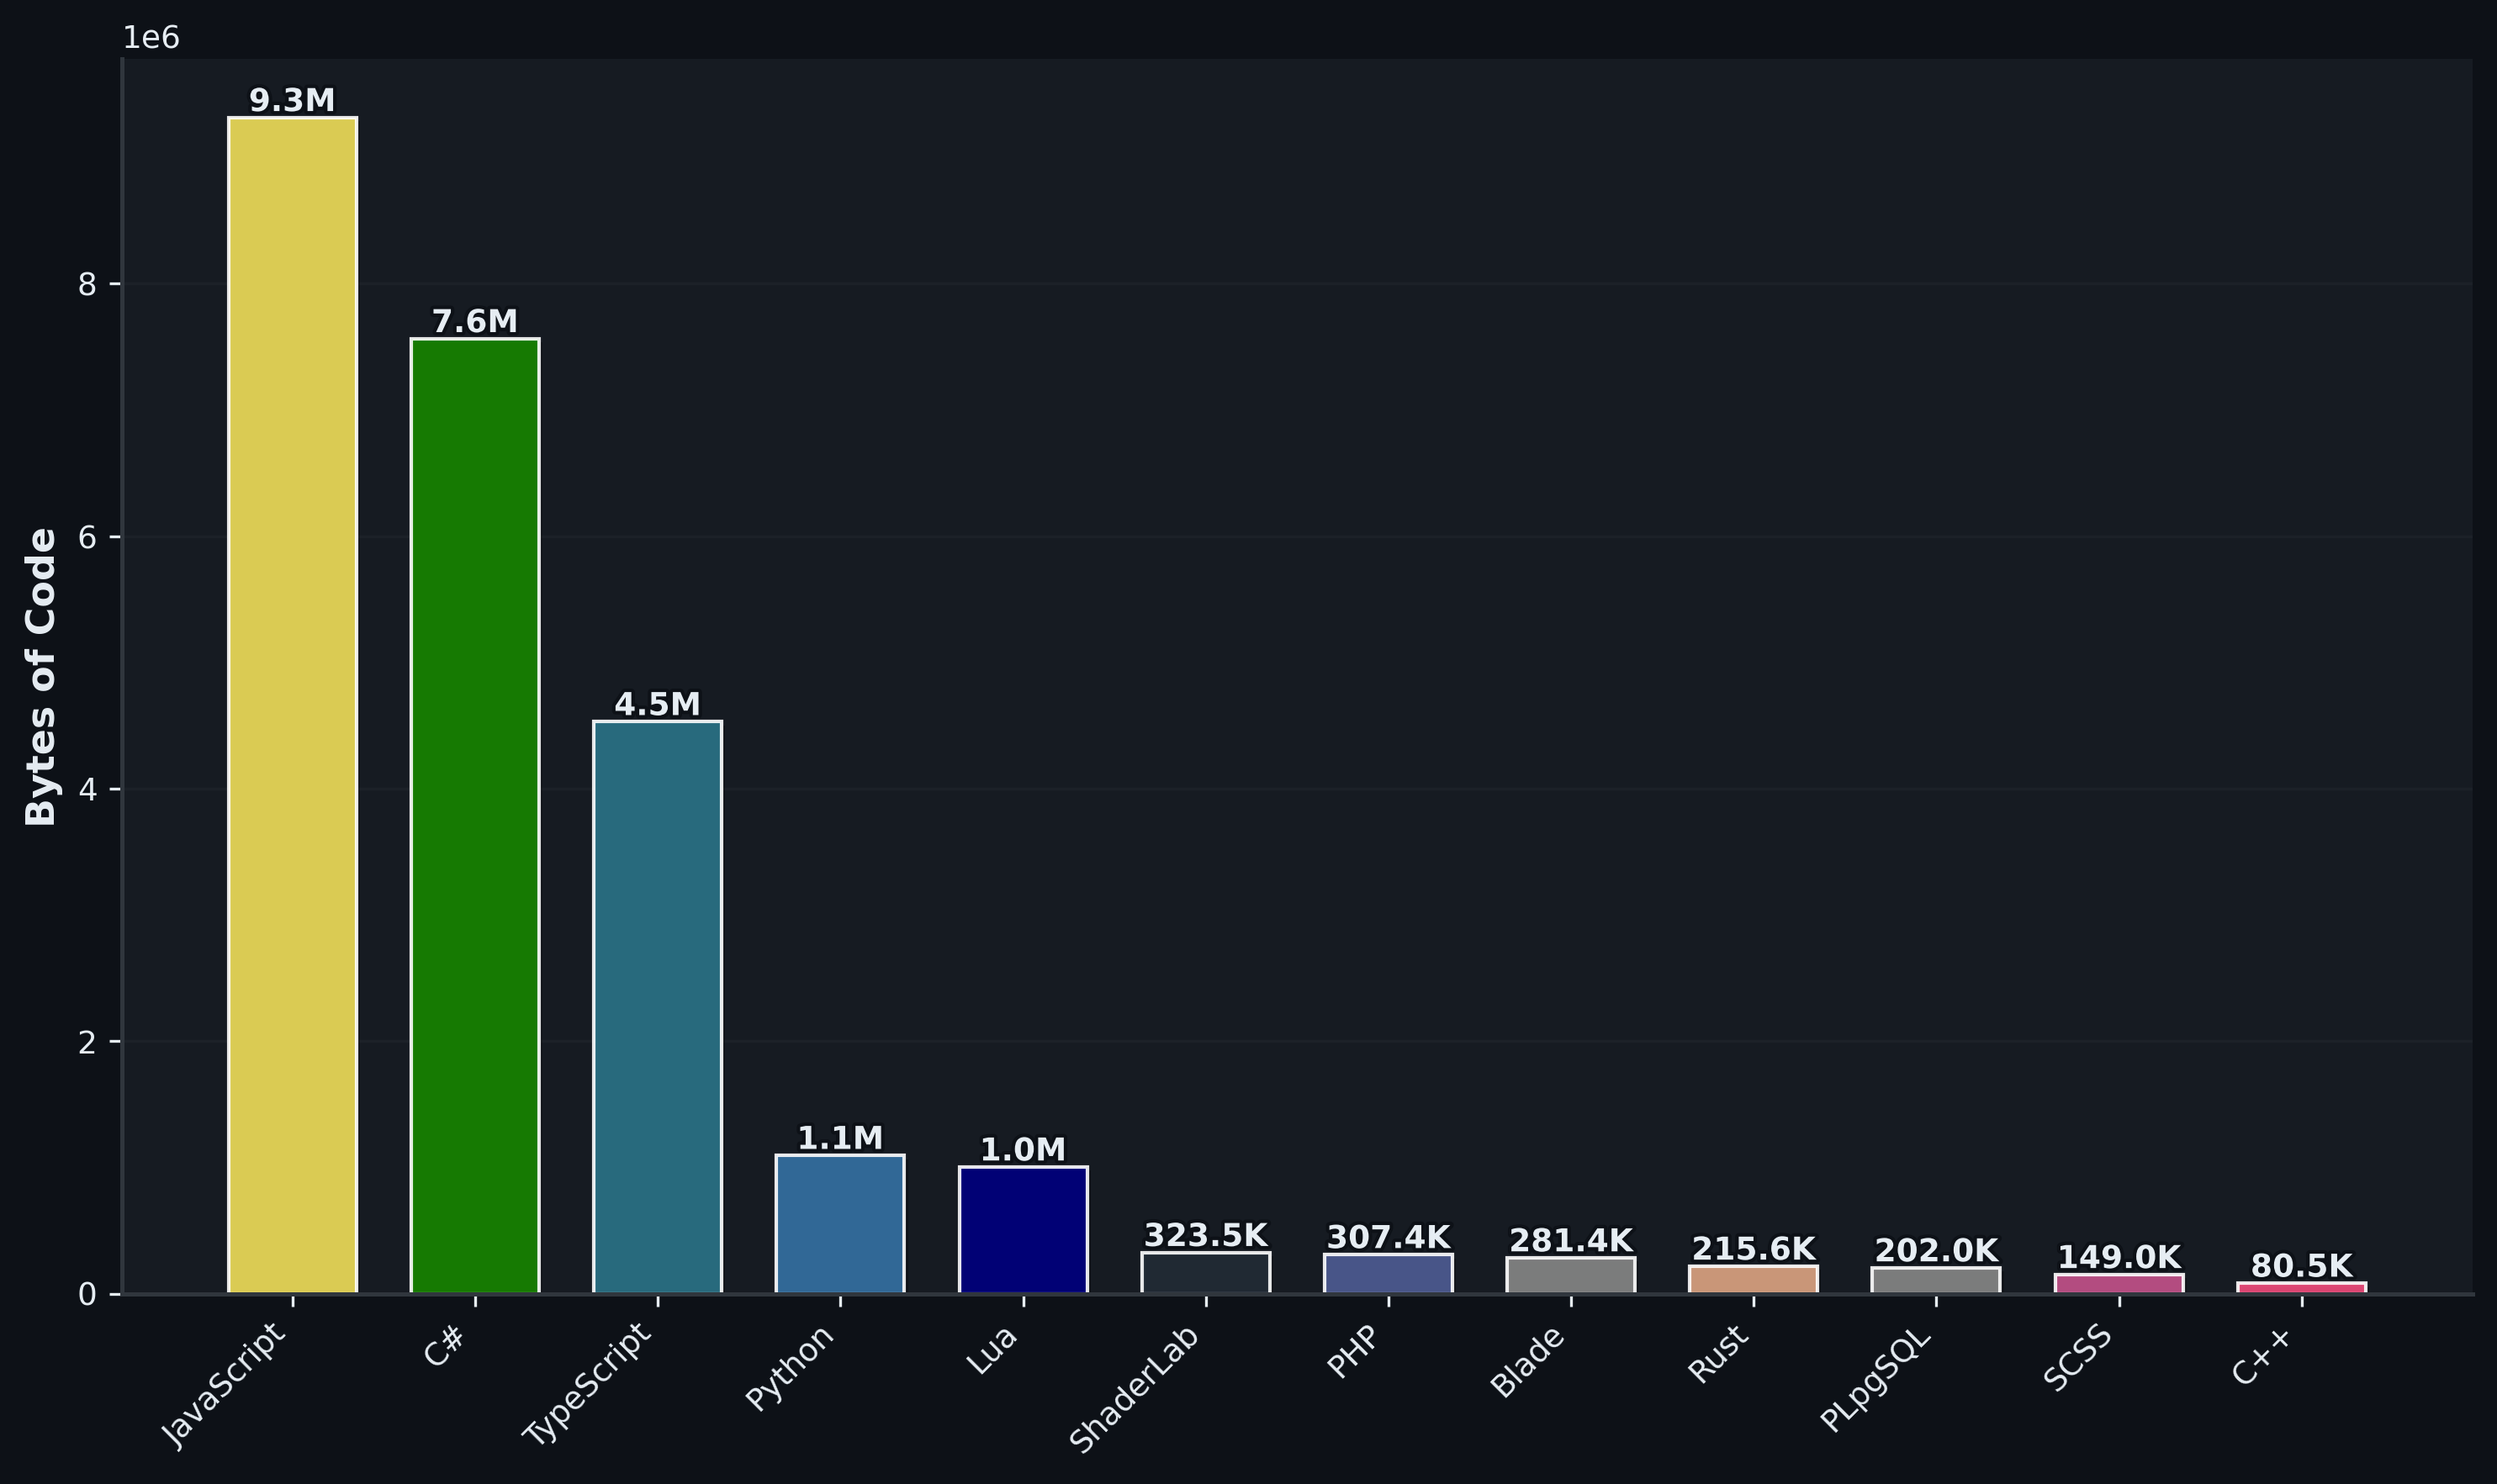 1e6
9.3M
8
7.6M
6
Bytes of Code
4.5M
4
2
1.1M
1.0M
323.5K
307.4K
281.4K
215.6K
202.0K
149.0K
80.5K
0
JavaScript
C#
TypeScript
Python
Lua
ShaderLab
PHP
Blade
Rust
PLpgSQL
SCSS
C++